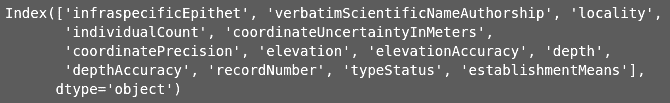 Index(['infraspecificEpithet', 'verbatimScientificNameAuthorship', 'locality',
'individualCount', 'coordinateUncertaintyInMeters',
'coordinatePrecision', 'elevation', 'elevationAccuracy', 'depth',
'depthAccuracy', 'recordNumber', 'typeStatus', 'establishmentMeans'],
dtype='object')